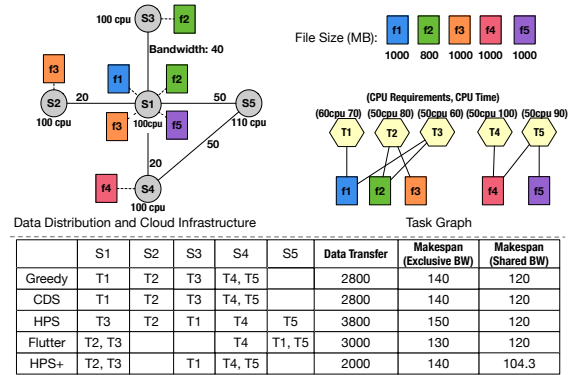 100 cpu S3 f2
Bandwidth: 40
f3 f1 f2
S2 20 S1 50 S5
100 cpu 100cpu 110 cpu
f3 f5
20 50
f4 S4
100 cpu
Data Distribution and Cloud Infrastructure
File Size (MB): f1 f2 f3 f4 f5
1000 800 1000 1000 1000
(CPU Requirements, CPU Time)
(60cpu 70) (50cpu 80) (50cpu 60) (50cpu 100) (50cpu 90)
T1 T2 T3 T4 T5
f1 f2 f3 f4 f5
Task Graph
S1 S2 S3 S4 S5 Data Transfer Makespan (Exclusive BW) Makespan (Shared BW)
Greedy T1 T2 T3 T4, T5 2800 140 120
CDS T1 T2 T3 T4, T5 2800 140 120
HPS T3 T2 T1 T4 T5 3800 150 120
Flutter T2, T3 T4 T1, T5 3000 130 120
HPS+ T2, T3 T1 T4, T5 2000 140 104.3